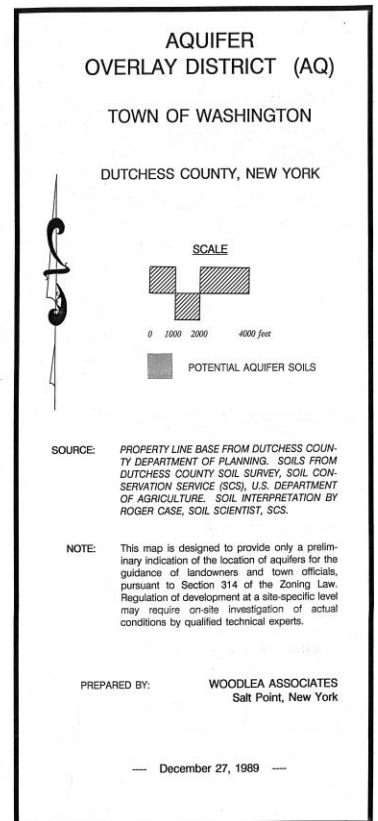 AQUIFER
OVERLAY DISTRICT (AQ)
TOWN OF WASHINGTON
DUTCHESS COUNTY, NEW YORK
SCALE
0 1000 2000 4000 feet
POTENTIAL AQUIFER SOILS
SOURCE: PROPERTY LINE BASE FROM DUTCHESS COUN-
TY DEPARTMENT OF PLANNING. SOILS FROM
DUTCHESS COUNTY SOIL SURVEY, SOIL CON-
SERVATION SERVICE (SCS), U.S. DEPARTMENT
OF AGRICULTURE. SOIL INTERPRETATION BY
ROGER CASE, SOIL SCIENTIST, SCS.
NOTE: This map is designed to provide only a prelim-
inary indication of the location of aquifers for the
guidance of landowners and town officials,
pursuant to Section 314 of the Zoning Law.
Regulation of development at a site-specific level
may require on-site investigation of actual
conditions by qualified technical experts.
PREPARED BY: WOODLEA ASSOCIATES
Salt Point, New York
---- December 27, 1989 ----